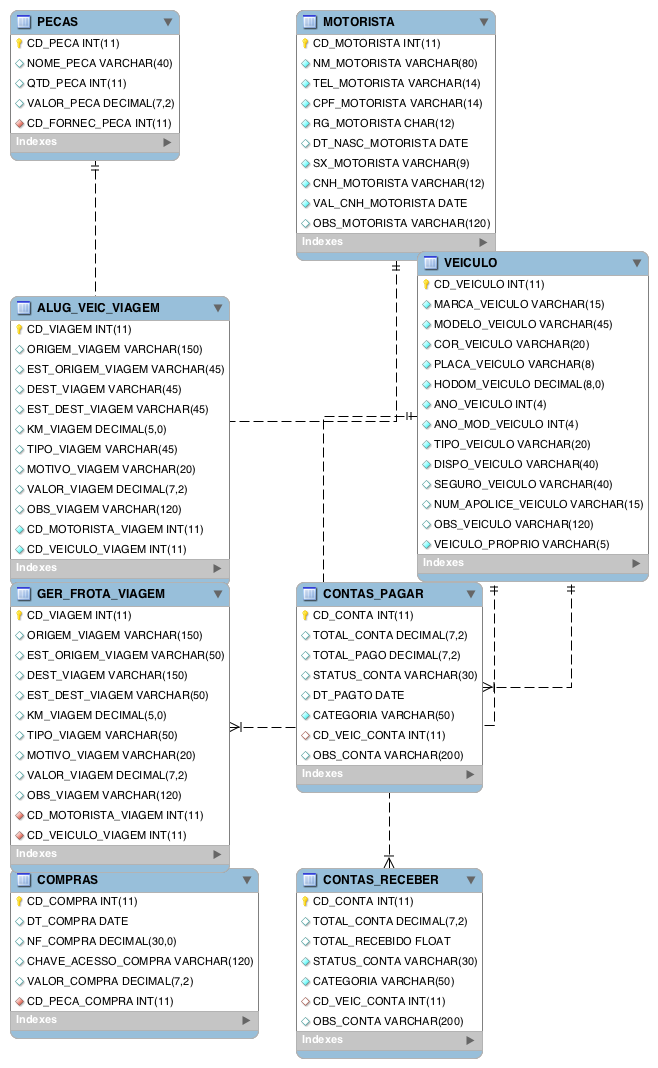 PECAS
CD_PECA INT(11)
NOME_PECA VARCHAR(40)
QTD_PECA INT(11)
VALOR_PECA DECIMAL(7,2)
CD_FORNEC_PECA INT(11)
Indexes
MOTORISTA
CD_MOTORISTA INT(11)
NM_MOTORISTA VARCHAR(80)
TEL_MOTORISTA VARCHAR(14)
CPF_MOTORISTA VARCHAR(14)
RG_MOTORISTA CHAR(12)
DT_NASC_MOTORISTA DATE
SX_MOTORISTA VARCHAR(9)
CNH_MOTORISTA VARCHAR(12)
VAL_CNH_MOTORISTA DATE
OBS_MOTORISTA VARCHAR(120)
Indexes
VEICULO
CD_VEICULO INT(11)
MARCA_VEICULO VARCHAR(15)
MODELO_VEICULO VARCHAR(45)
COR_VEICULO VARCHAR(20)
PLACA_VEICULO VARCHAR(8)
HODOM_VEICULO DECIMAL(8,0)
ANO_VEICULO INT(4)
ANO_MOD_VEICULO INT(4)
TIPO_VEICULO VARCHAR(20)
DISPO_VEICULO VARCHAR(40)
SEGURO_VEICULO VARCHAR(40)
NUM_APOLICE_VEICULO VARCHAR(15)
OBS_VEICULO VARCHAR(120)
VEICULO_PROPRIO VARCHAR(5)
Indexes
ALUG_VEIC_VIAGEM
CD_VIAGEM INT(11)
ORIGEM_VIAGEM VARCHAR(150)
EST_ORIGEM_VIAGEM VARCHAR(45)
DEST_VIAGEM VARCHAR(45)
EST_DEST_VIAGEM VARCHAR(45)
KM_VIAGEM DECIMAL(5,0)
TIPO_VIAGEM VARCHAR(45)
MOTIVO_VIAGEM VARCHAR(20)
VALOR_VIAGEM DECIMAL(7,2)
OBS_VIAGEM VARCHAR(120)
CD_MOTORISTA_VIAGEM INT(11)
CD_VEICULO_VIAGEM INT(11)
Indexes
GER_FROTA_VIAGEM
CD_VIAGEM INT(11)
ORIGEM_VIAGEM VARCHAR(150)
EST_ORIGEM_VIAGEM VARCHAR(50)
DEST_VIAGEM VARCHAR(150)
EST_DEST_VIAGEM VARCHAR(50)
KM_VIAGEM DECIMAL(5,0)
TIPO_VIAGEM VARCHAR(50)
MOTIVO_VIAGEM VARCHAR(20)
VALOR_VIAGEM DECIMAL(7,2)
OBS_VIAGEM VARCHAR(120)
CD_MOTORISTA_VIAGEM INT(11)
CD_VEICULO_VIAGEM INT(11)
Indexes
CONTAS_PAGAR
CD_CONTA INT(11)
TOTAL_CONTA DECIMAL(7,2)
TOTAL_PAGO DECIMAL(7,2)
STATUS_CONTA VARCHAR(30)
DT_PAGTO DATE
CATEGORIA VARCHAR(50)
CD_VEIC_CONTA INT(11)
OBS_CONTA VARCHAR(200)
Indexes
COMPRAS
CD_COMPRA INT(11)
DT_COMPRA DATE
NF_COMPRA DECIMAL(30,0)
CHAVE_ACESSO_COMPRA VARCHAR(120)
VALOR_COMPRA DECIMAL(7,2)
CD_PECA_COMPRA INT(11)
Indexes
CONTAS_RECEBER
CD_CONTA INT(11)
TOTAL_CONTA DECIMAL(7,2)
TOTAL_RECEBIDO FLOAT
STATUS_CONTA VARCHAR(30)
CATEGORIA VARCHAR(50)
CD_VEIC_CONTA INT(11)
OBS_CONTA VARCHAR(200)
Indexes